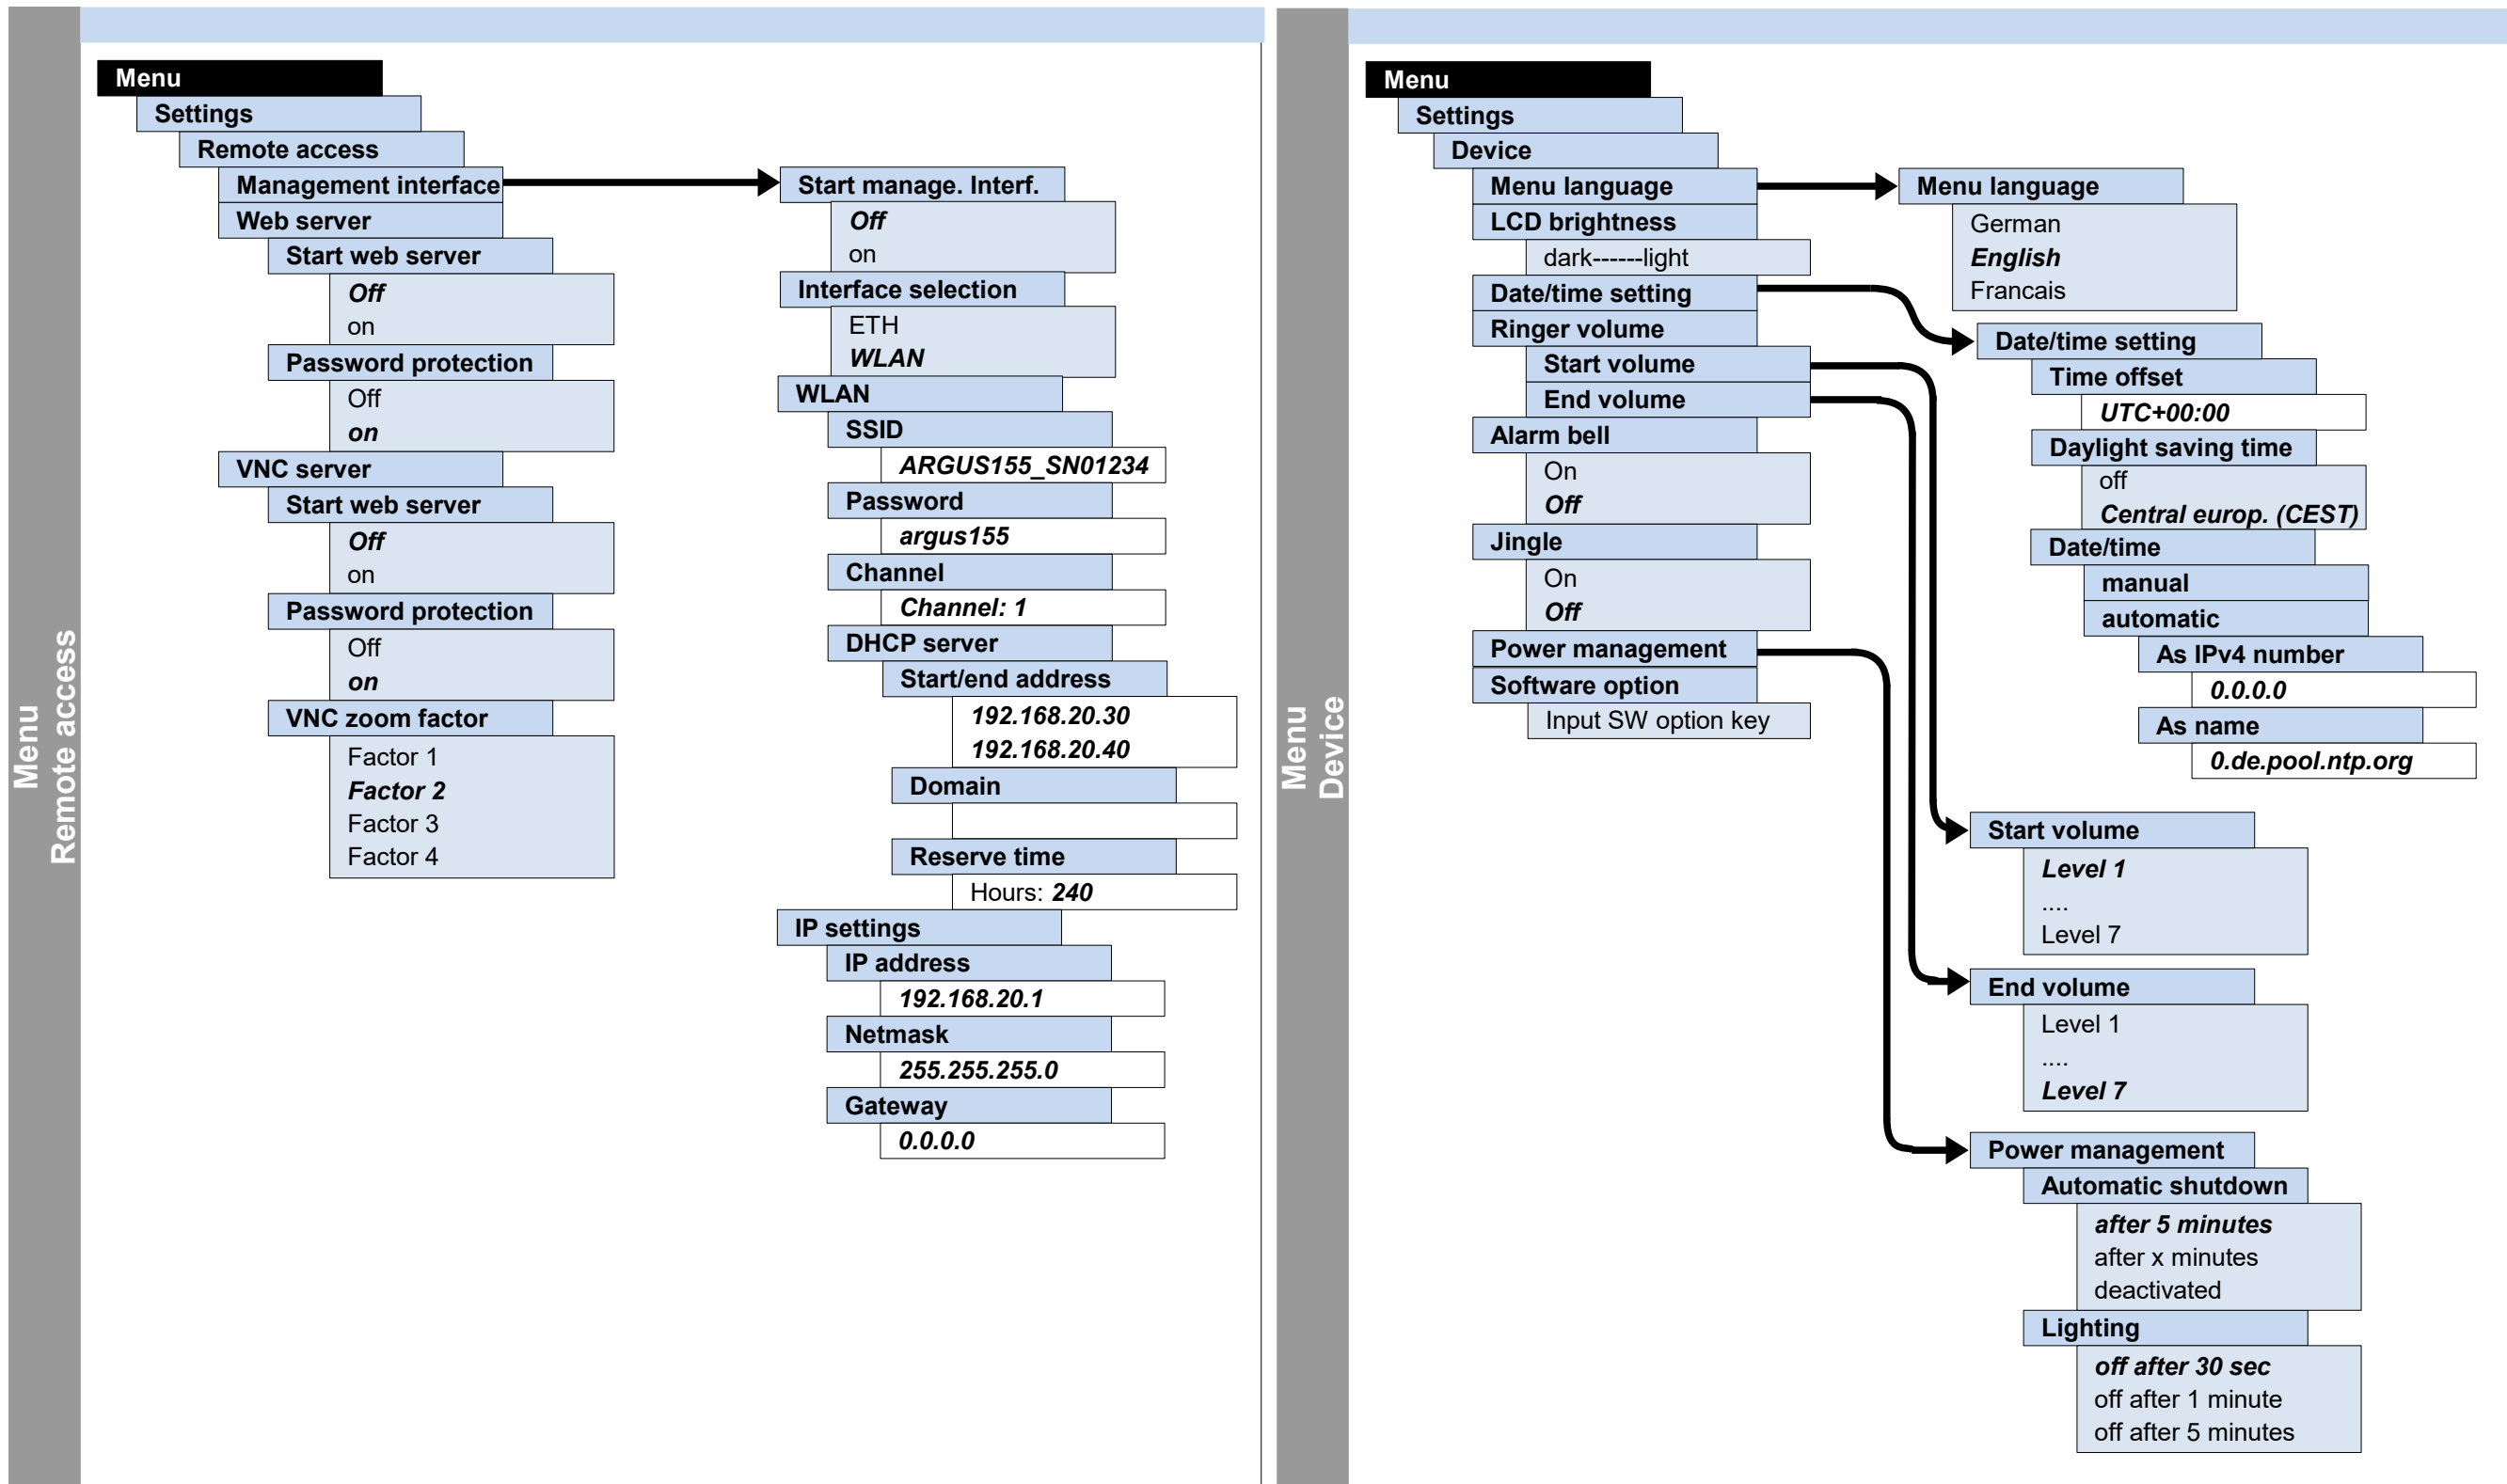 Menu
Remote access
Menu
Settings
Remote access
Management interface
Web server
Start web server
Off
on
Password protection
Off
on
VNC server
Start web server
Off
on
Password protection
Off
on
VNC zoom factor
Factor 1
Factor 2
Factor 3
Factor 4
Start manage. Interf.
Off
on
Interface selection
ETH
WLAN
WLAN
SSID
ARGUS155_SN01234
Password
argus155
Channel
Channel: 1
DHCP server
Start/end address
192.168.20.30
192.168.20.40
Domain
Reserve time
Hours: 240
IP settings
IP address
192.168.20.1
Netmask
255.255.255.0
Gateway
0.0.0.0
Menu
Device
Menu
Settings
Device
Menu language
LCD brightness
dark------light
Date/time setting
Ringer volume
Start volume
End volume
Alarm bell
On
Off
Jingle
On
Off
Power management
Software option
Input SW option key
Menu language
German
English
Francais
Date/time setting
Time offset
UTC+00:00
Daylight saving time
off
Central europ. (CEST)
Date/time
manual
automatic
As IPv4 number
0.0.0.0
As name
0.de.pool.ntp.org
Start volume
Level 1
....
Level 7
End volume
Level 1
....
Level 7
Power management
Automatic shutdown
after 5 minutes
after x minutes
deactivated
Lighting
off after 30 sec
off after 1 minute
off after 5 minutes